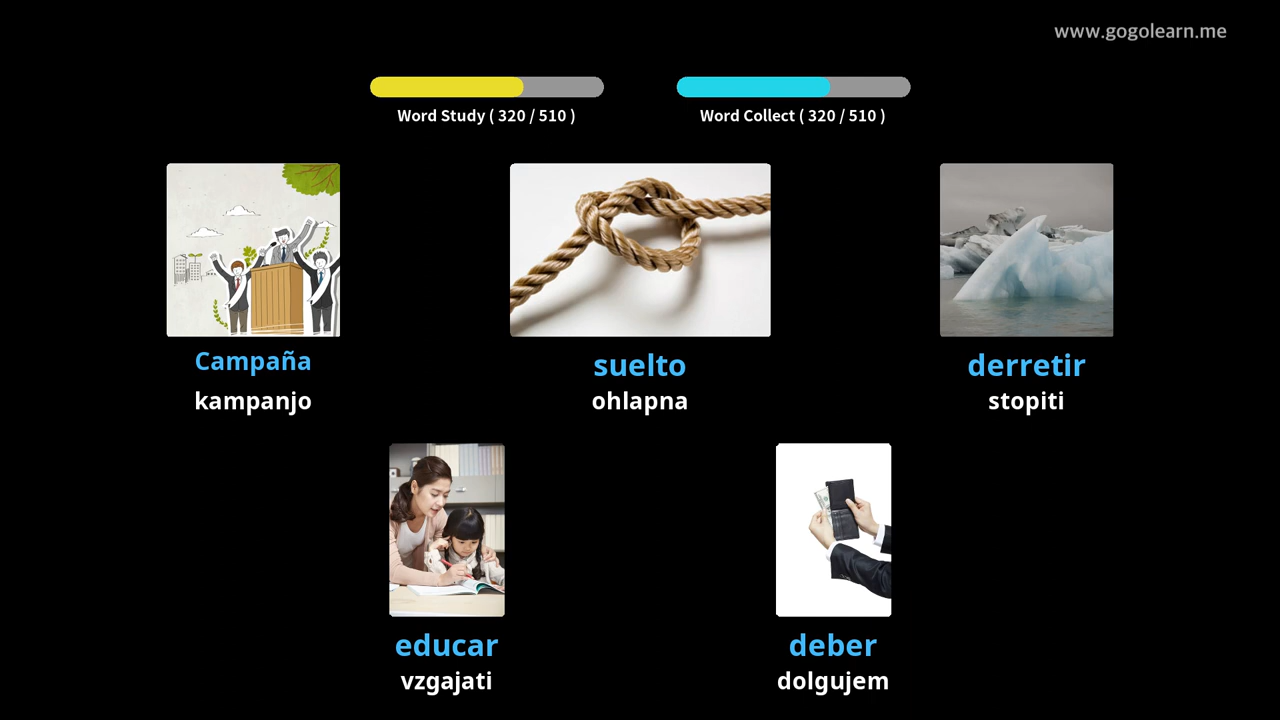 www.gogolearn.me
Word Study ( 320 / 510 )
Word Collect ( 320 / 510 )
Campaña
kampanjo
suelto
ohlapna
derretir
stopiti
educar
vzgajati
deber
dolgujem